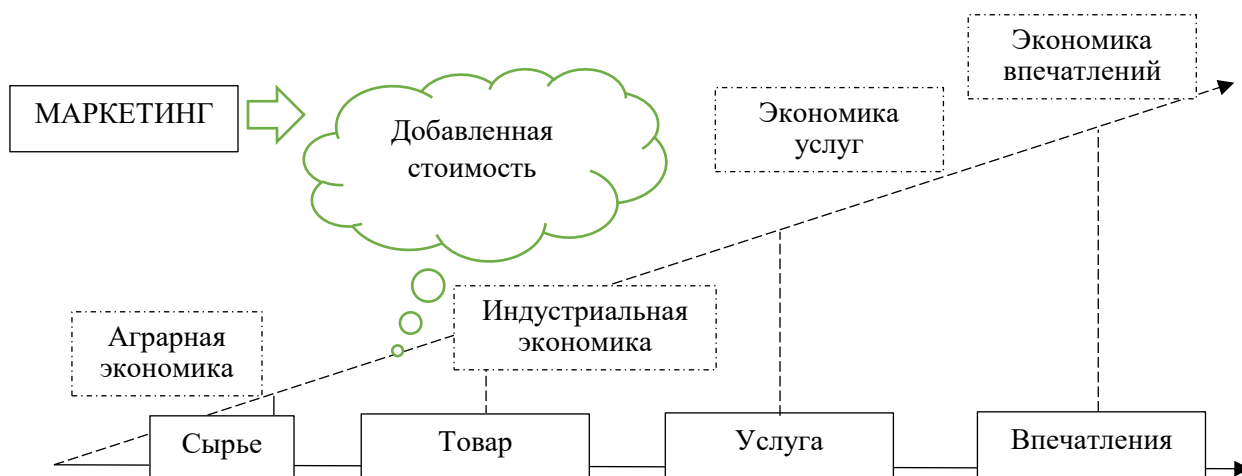 Экономика
впечатлений
МАРКЕТИНГ
Добавленная
стоимость
Экономика
услуг
Индустриальная
экономика
Аграрная
экономика
Сырье
Товар
Услуга
Впечатления